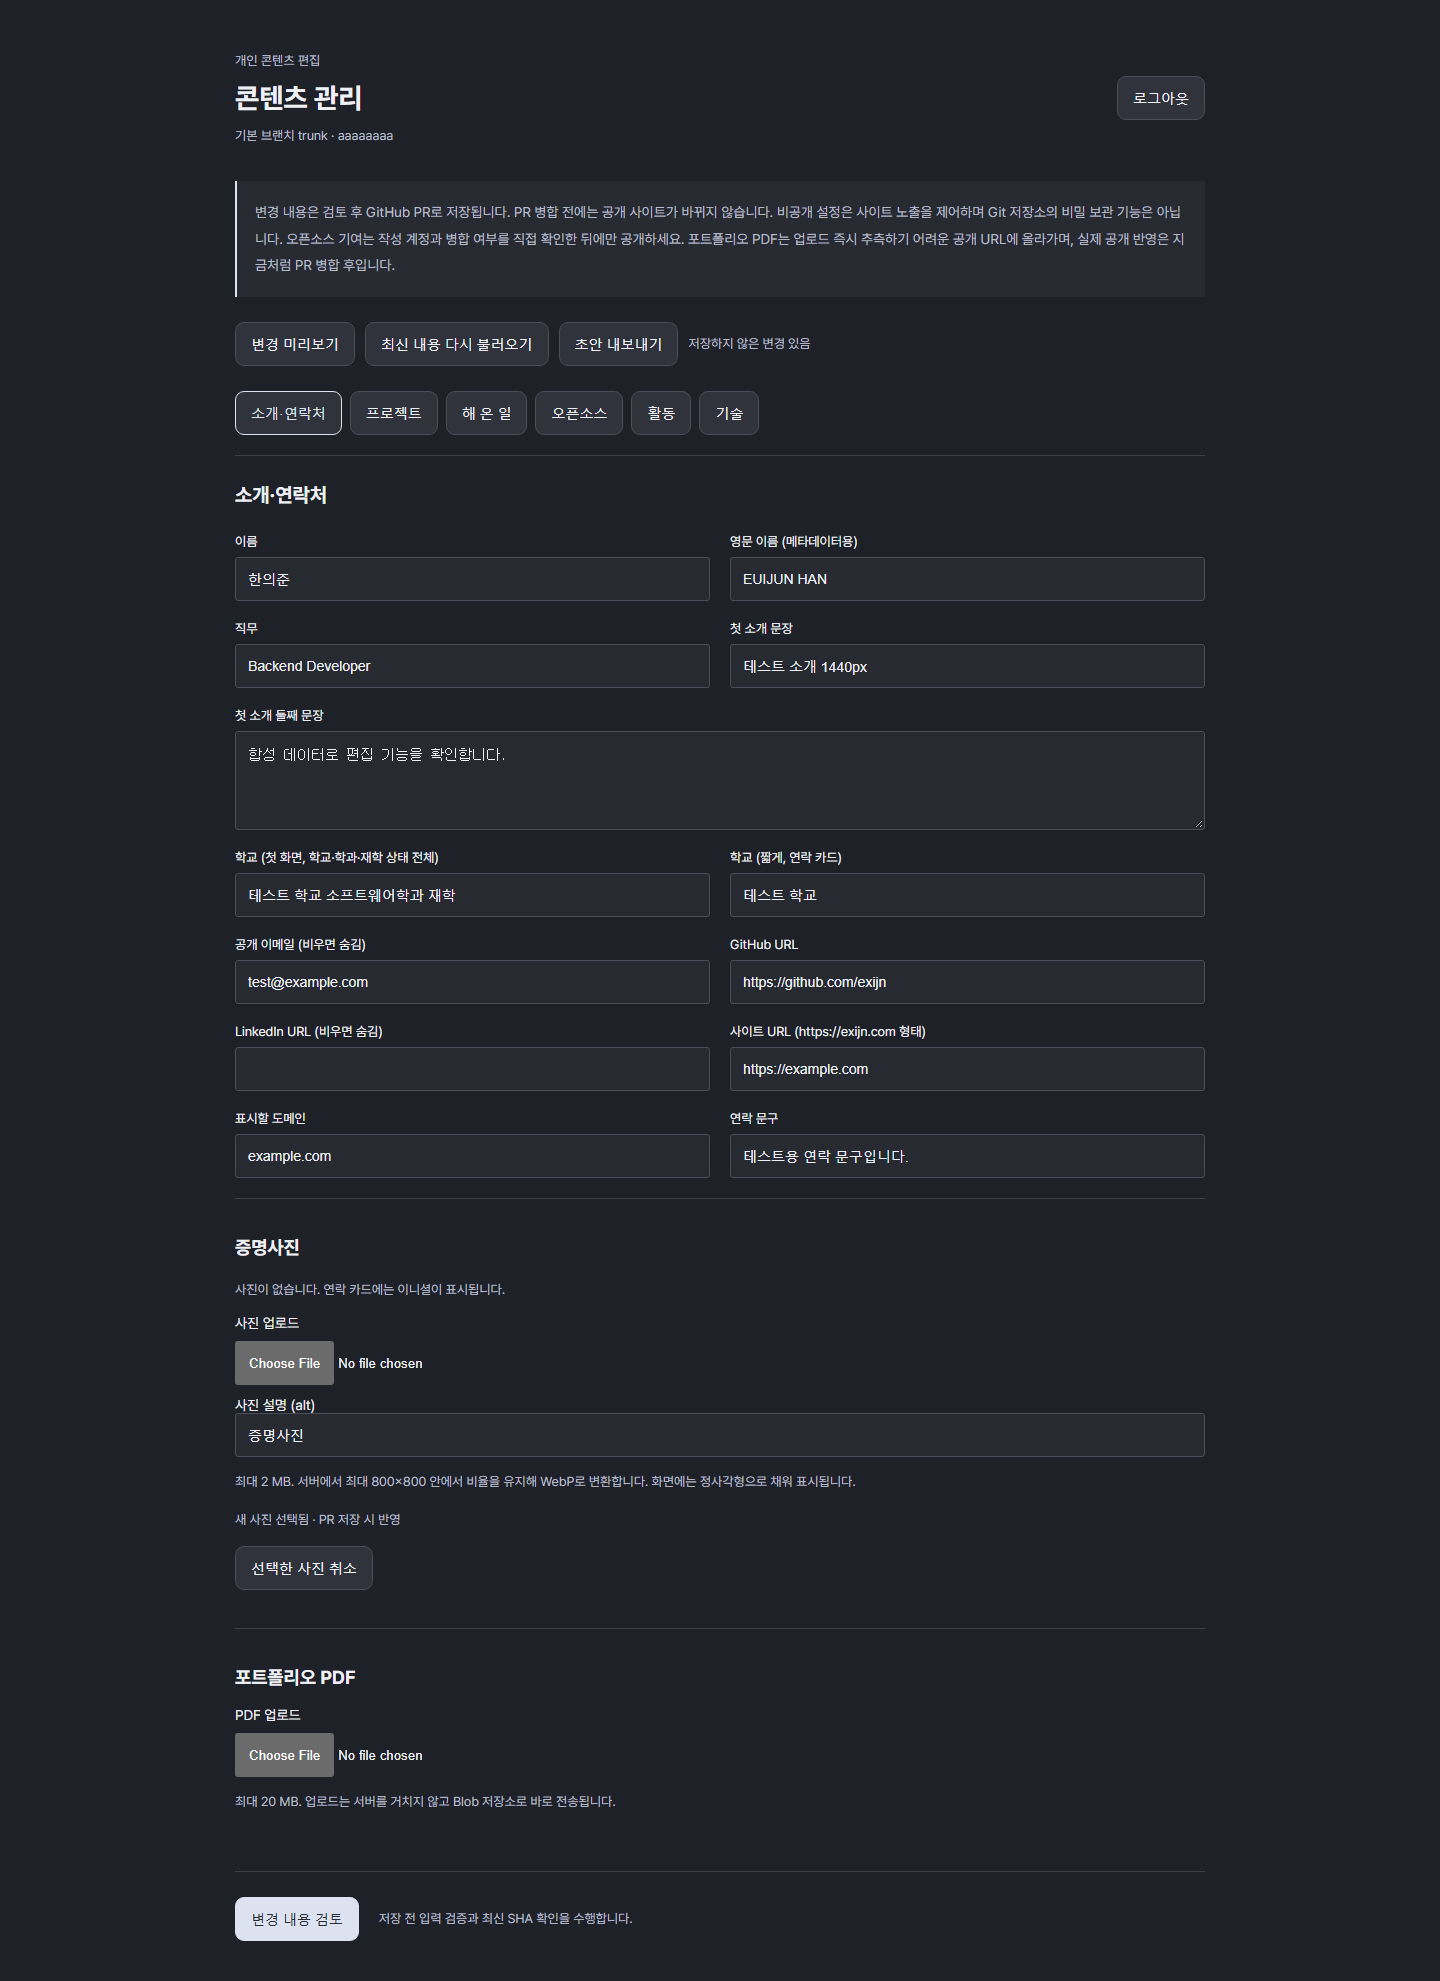 개인 콘텐츠 편집
콘텐츠 관리
로그아웃
기본 브랜치 trunk · aaaaaaaa
변경 내용은 검토 후 GitHub PR로 저장됩니다. PR 병합 전에는 공개 사이트가 바뀌지 않습니다. 비공개 설정은 사이트 노출을 제어하며 Git 저장소의 비밀 보관 기능은 아닙
니다. 오픈소스 기여는 작성 계정과 병합 여부를 직접 확인한 뒤에만 공개하세요. 포트폴리오 PDF는 업로드 즉시 추측하기 어려운 공개 URL에 올라가며, 실제 공개 반영은 지
금처럼 PR 병합 후입니다.
변경 미리보기 최신 내용 다시 불러오기 초안 내보내기 저장하지 않은 변경 있음
소개·연락처 프로젝트 해 온 일 오픈소스 활동 기술
소개·연락처
이름 영문 이름 (메타데이터용)
한의준 EUIJUN HAN
직무 첫 소개 문장
Backend Developer 테스트 소개 1440px
첫 소개 둘째 문장
합성 데이터로 편집 기능을 확인합니다.
학교 (첫 화면, 학교·학과·재학 상태 전체) 학교 (짧게, 연락 카드)
테스트 학교 소프트웨어학과 재학 테스트 학교
공개 이메일 (비우면 숨김) GitHub URL
test@example.com https://github.com/exijn
LinkedIn URL (비우면 숨김) 사이트 URL (https://exijn.com 형태)
https://example.com
표시할 도메인 연락 문구
example.com 테스트용 연락 문구입니다.
증명사진
사진이 없습니다. 연락 카드에는 이니셜이 표시됩니다.
사진 업로드
Choose File No file chosen
사진 설명 (alt)
증명사진
최대 2 MB. 서버에서 최대 800×800 안에서 비율을 유지해 WebP로 변환합니다. 화면에는 정사각형으로 채워 표시됩니다.
새 사진 선택됨 · PR 저장 시 반영
선택한 사진 취소
포트폴리오 PDF
PDF 업로드
Choose File No file chosen
최대 20 MB. 업로드는 서버를 거치지 않고 Blob 저장소로 바로 전송됩니다.
변경 내용 검토 저장 전 입력 검증과 최신 SHA 확인을 수행합니다.